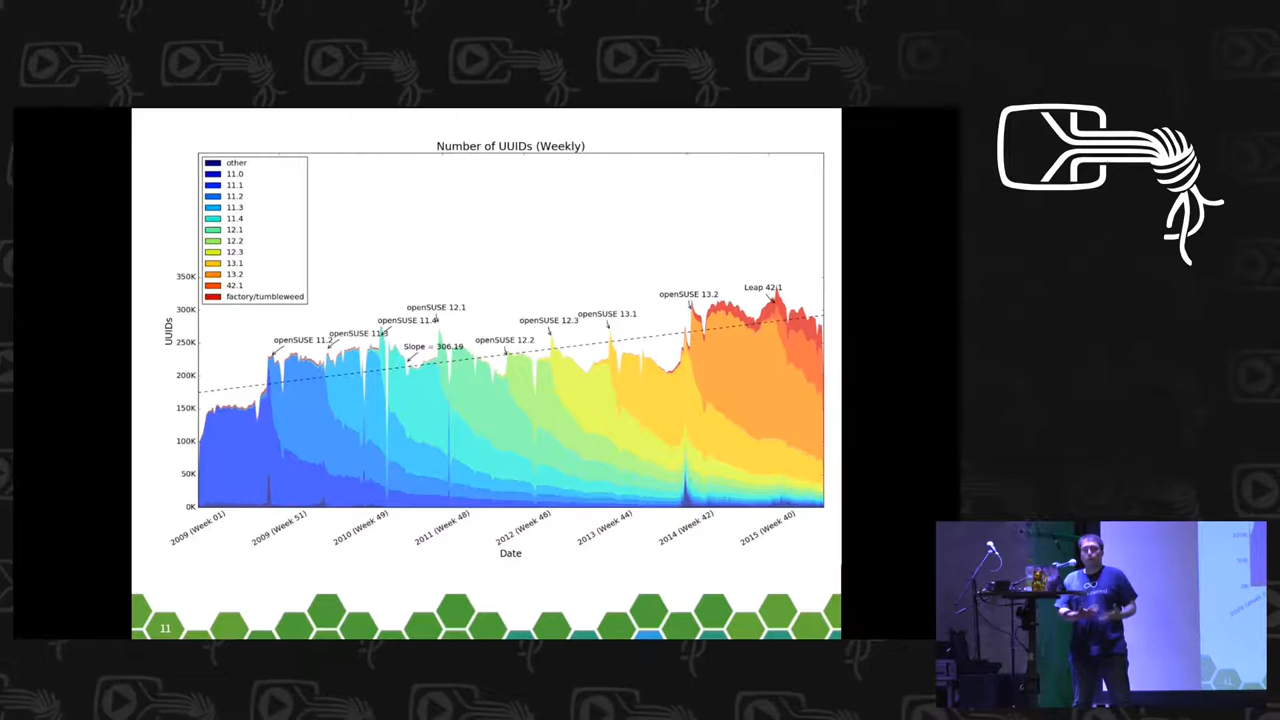 Number of UUIDs (Weekly)
other
11.0
11.1
11.2
11.3
11.4
12.1
12.2
12.3
13.1
13.2
42.1
factory/tumbleweed
350K
300K
250K
200K
150K
100K
50K
0K
UUIDs
openSUSE 11.2
openSUSE 11.3
openSUSE 11.4
openSUSE 12.1
Slope = 306.19
openSUSE 12.2
openSUSE 12.3
openSUSE 13.1
openSUSE 13.2
Leap 42.1
2009 (Week 01)
2009 (Week 51)
2010 (Week 49)
2011 (Week 48)
2012 (Week 46)
2013 (Week 44)
2014 (Week 42)
2015 (Week 40)
Date
11